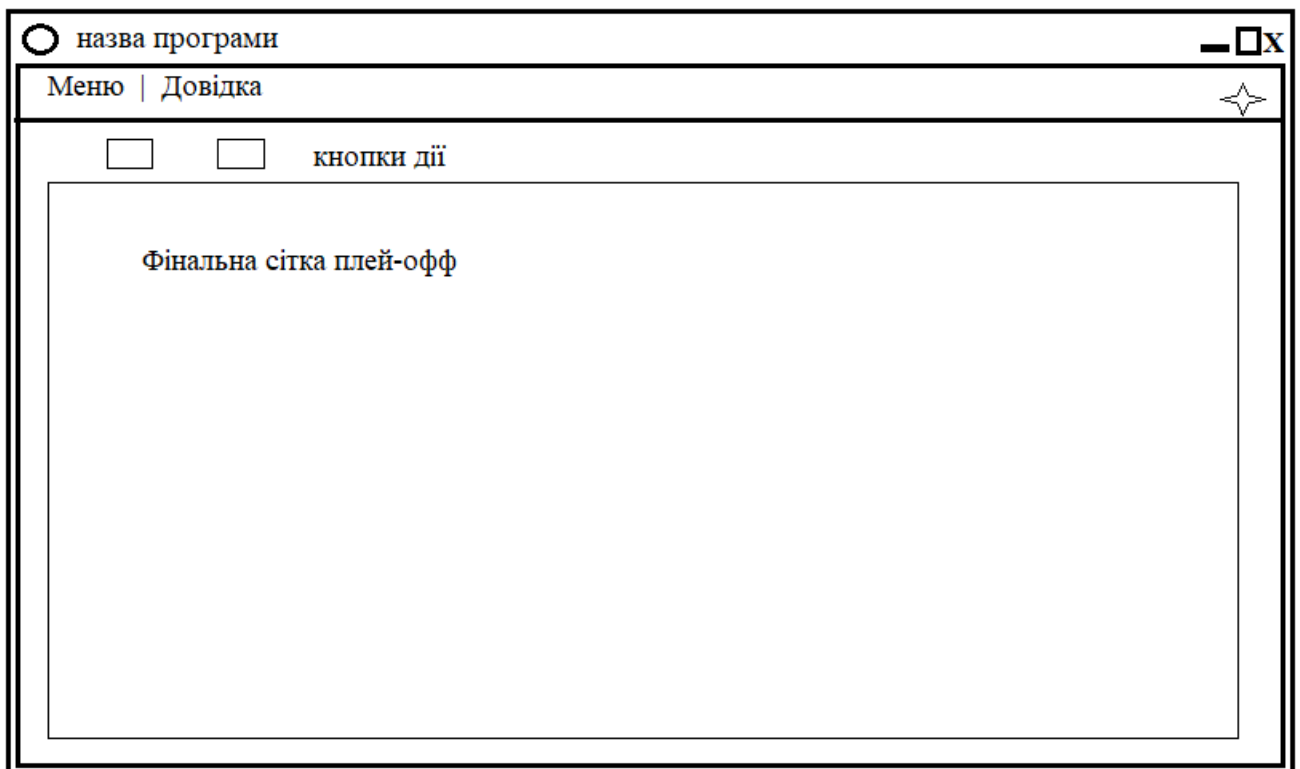 назва програми X
Меню | Довідка
кнопки дії
Фінальна сітка плей-офф